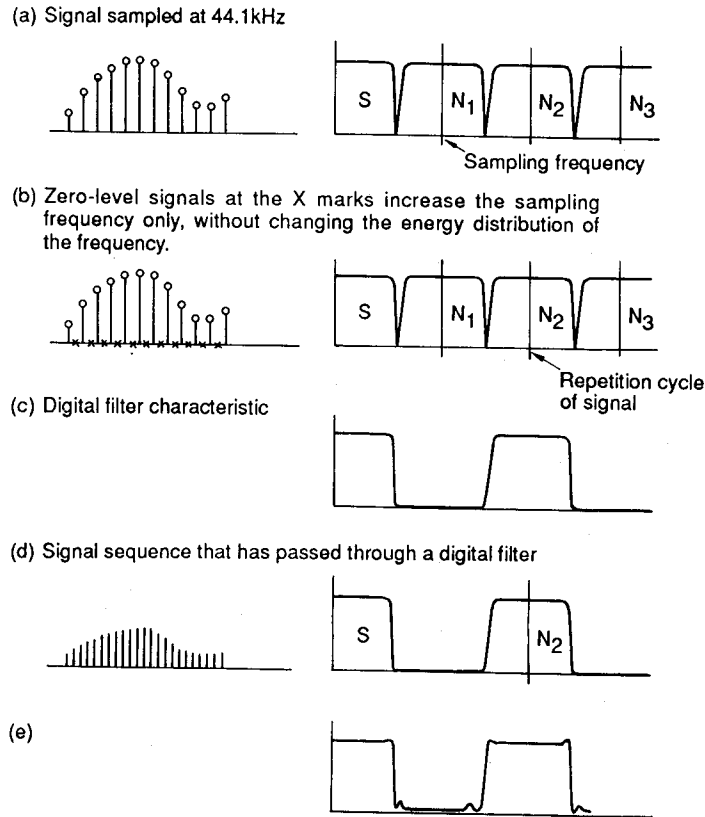 (a) Signal sampled at 44.1kHz
S
N1
N2
N3
Sampling frequency
(b) Zero-level signals at the X marks increase the sampling
frequency only, without changing the energy distribution of
the frequency.
S
N1
N2
N3
Repetition cycle
of signal
(c) Digital filter characteristic
(d) Signal sequence that has passed through a digital filter
S
N2
(e)